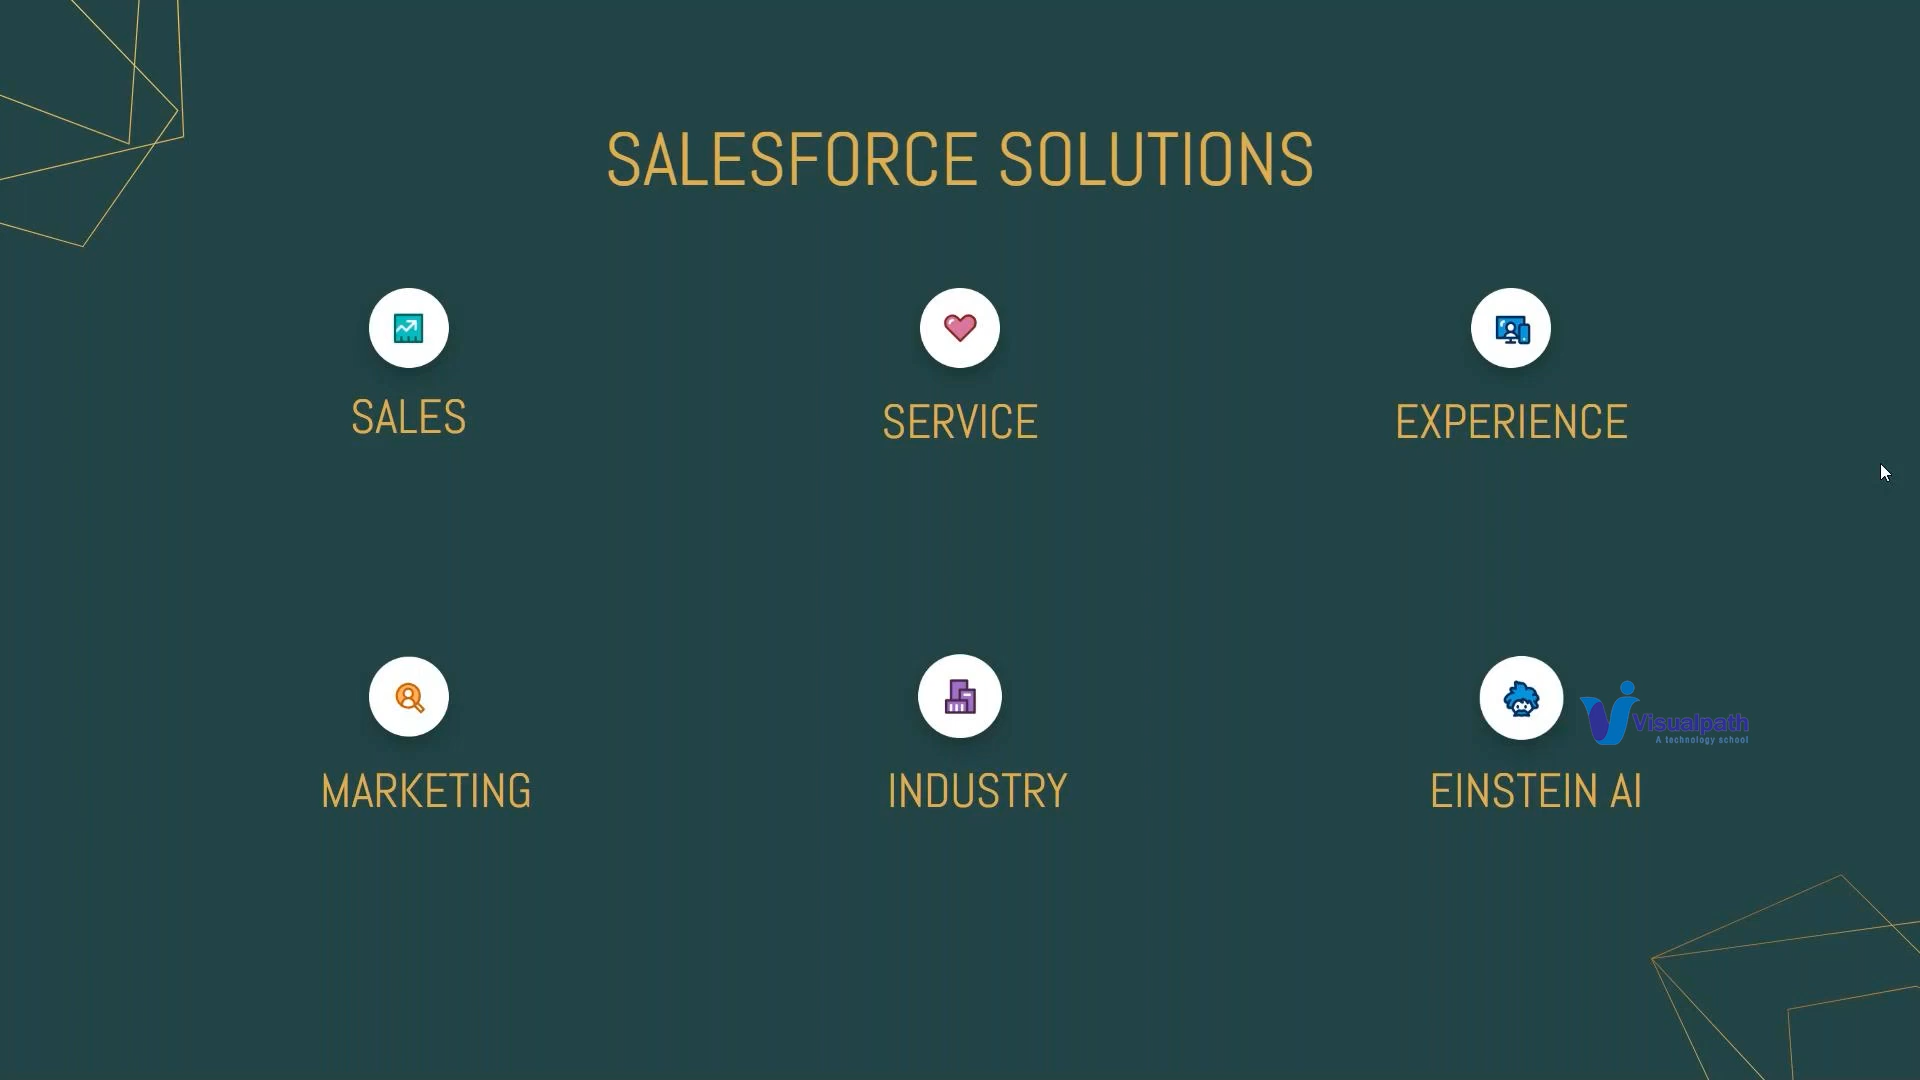 SALESFORCE SOLUTIONS
SALES
SERVICE
EXPERIENCE
MARKETING
INDUSTRY
EINSTEIN AI
Visualpath
A technology school